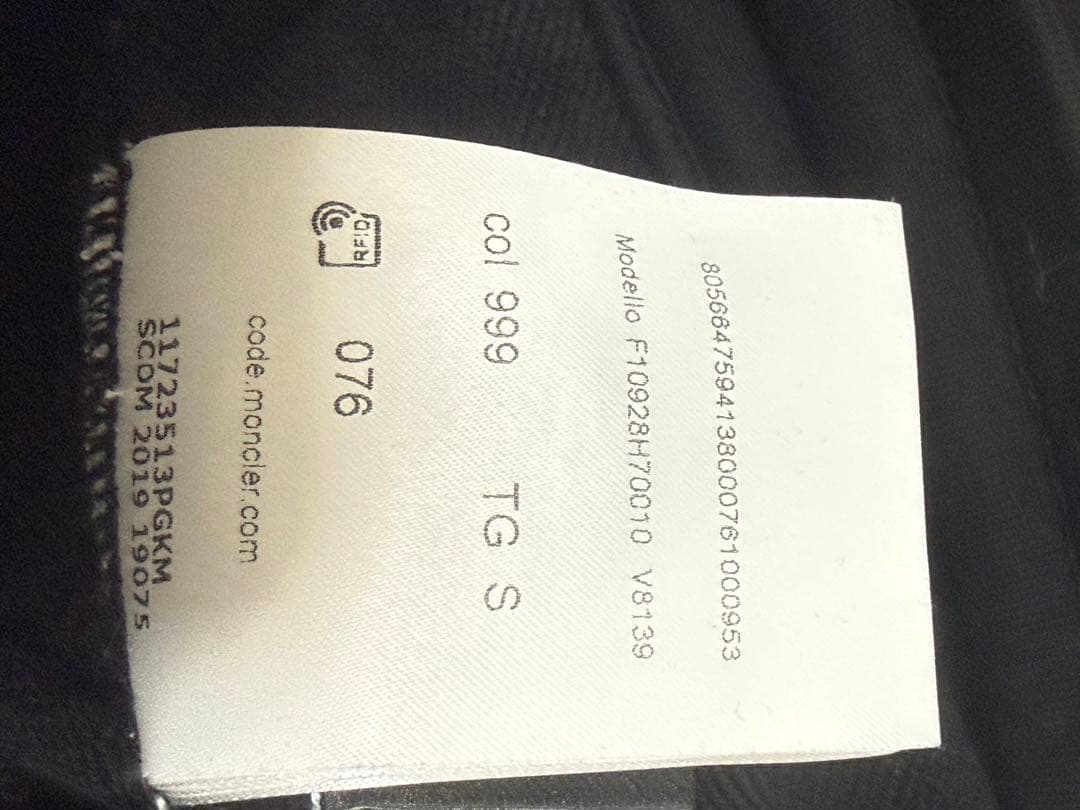 8056647594138000761000953
Modello F10928H70010 V8139
col 999 TG S
RFID 076
code.moncler.com
11723513PGKM
SCOM 2019 19075